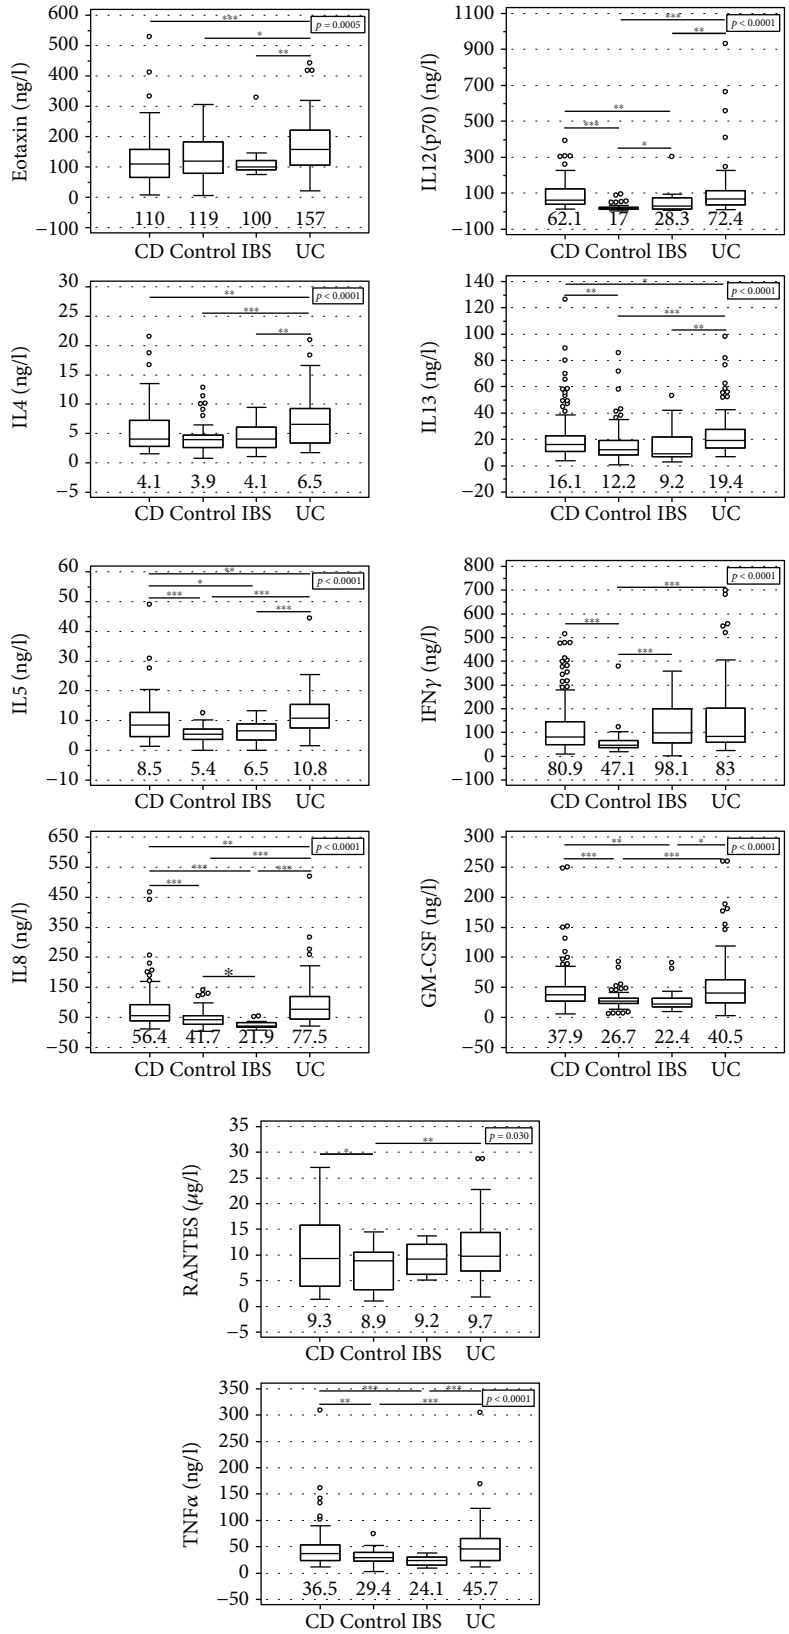 Eotaxin (ng/l)
600
500
400
300
200
100
0
−100
***
*
**
p = 0.0005
110 119 100 157
CD Control IBS UC
IL12(p70) (ng/l)
1100
900
700
500
300
100
−100
***
**
**
***
*
p < 0.0001
62.1 17 28.3 72.4
CD Control IBS UC
IL4 (ng/l)
30
25
20
15
10
5
0
−5
**
***
**
p < 0.0001
4.1 3.9 4.1 6.5
CD Control IBS UC
IL13 (ng/l)
140
120
100
80
60
40
20
0
−20
*
**
***
**
p < 0.0001
16.1 12.2 9.2 19.4
CD Control IBS UC
IL5 (ng/l)
60
50
40
30
20
10
0
−10
**
*
*** ***
***
p < 0.0001
8.5 5.4 6.5 10.8
CD Control IBS UC
IFNγ (ng/l)
800
700
600
500
400
300
200
100
0
−100
***
***
***
p < 0.0001
80.9 47.1 98.1 83
CD Control IBS UC
IL8 (ng/l)
650
550
450
350
250
150
50
−50
**
***
*** ***
***
*
p < 0.0001
56.4 41.7 21.9 77.5
CD Control IBS UC
GM-CSF (ng/l)
300
250
200
150
100
50
0
−50
** *
*** ***
p < 0.0001
37.9 26.7 22.4 40.5
CD Control IBS UC
RANTES (μg/l)
35
30
25
20
15
10
5
0
−5
**
*
p = 0.030
9.3 8.9 9.2 9.7
CD Control IBS UC
TNFα (ng/l)
350
300
250
200
150
100
50
0
−50
*** ***
** ***
p < 0.0001
36.5 29.4 24.1 45.7
CD Control IBS UC